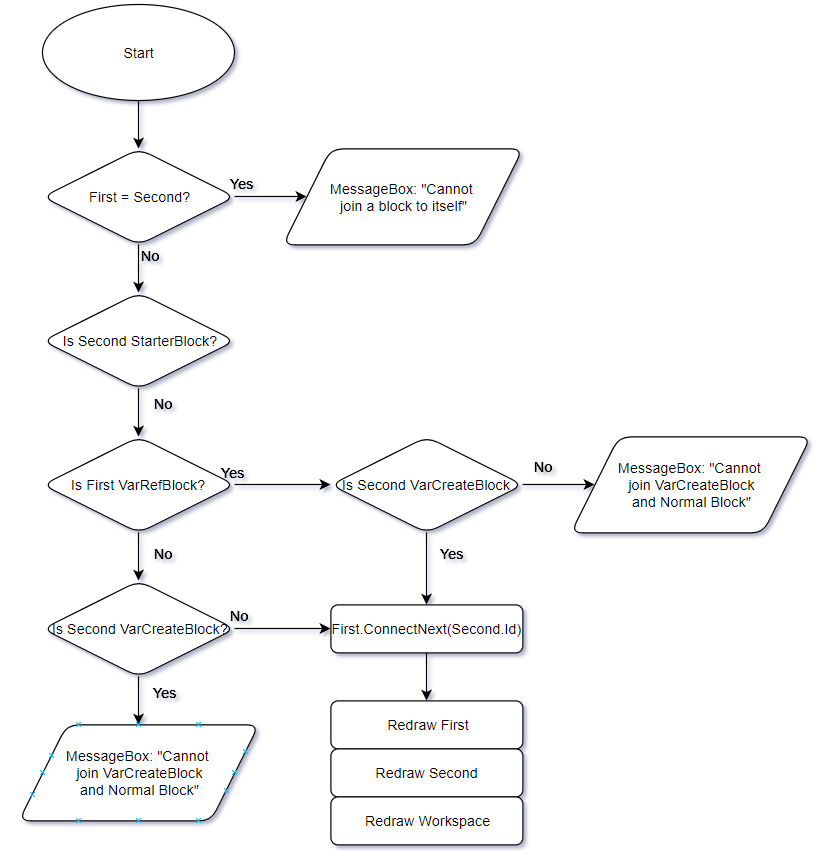 Start
First = Second?
Yes
MessageBox: "Cannot
join a block to itself"
No
Is Second StarterBlock?
No
Is First VarRefBlock?
Yes
Is Second VarCreateBlock
No
MessageBox: "Cannot
join VarCreateBlock
and Normal Block"
No
Yes
Is Second VarCreateBlock?
No
First.ConnectNext(Second.Id)
Yes
MessageBox: "Cannot
join VarCreateBlock
and Normal Block"
Redraw First
Redraw Second
Redraw Workspace